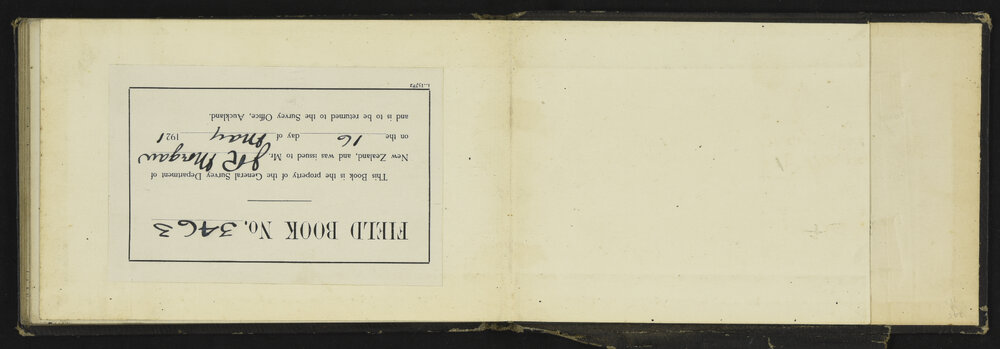 FIELD BOOK No. 3463
This Book is the property of the General Survey Department of
New Zealand, and was issued to Mr. J R Morgan
on the 16 day of May 1921
and is to be returned to the Survey Office, Auckland.